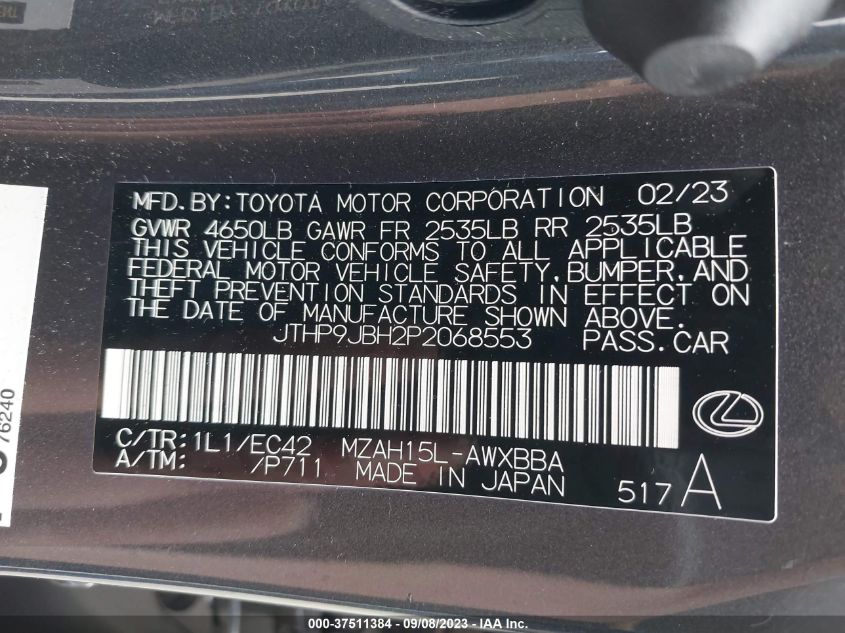 MFD. BY: TOYOTA MOTOR CORPORATION 02/23
GVWR 4650LB GAWR FR 2535LB RR 2535LB
THIS VEHICLE CONFORMS TO ALL APPLICABLE
FEDERAL MOTOR VEHICLE SAFETY, BUMPER, AND
THEFT PREVENTION STANDARDS IN EFFECT ON
THE DATE OF MANUFACTURE SHOWN ABOVE.
JTHP9JBH2P2068553 PASS. CAR
C/TR: 1L1/EC42 MZAH15L-AWXBBA
A/TM: /P711 MADE IN JAPAN
517 A
76240
000-37511384 - 09/08/2023 - WWW.IAAI.COM